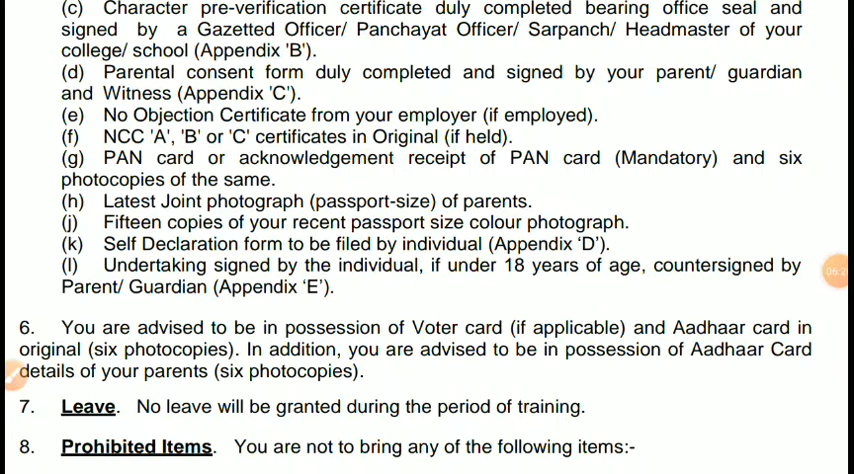 (c) Character pre-verification certificate duly completed bearing office seal and
signed by a Gazetted Officer/ Panchayat Officer/ Sarpanch/ Headmaster of your
college/ school (Appendix 'B').
(d) Parental consent form duly completed and signed by your parent/ guardian
and Witness (Appendix 'C').
(e) No Objection Certificate from your employer (if employed).
(f) NCC 'A', 'B' or 'C' certificates in Original (if held).
(g) PAN card or acknowledgement receipt of PAN card (Mandatory) and six
photocopies of the same.
(h) Latest Joint photograph (passport-size) of parents.
(j) Fifteen copies of your recent passport size colour photograph.
(k) Self Declaration form to be filed by individual (Appendix ‘D’).
(l) Undertaking signed by the individual, if under 18 years of age, countersigned by
Parent/ Guardian (Appendix ‘E’).
6. You are advised to be in possession of Voter card (if applicable) and Aadhaar card in
original (six photocopies). In addition, you are advised to be in possession of Aadhaar Card
details of your parents (six photocopies).
7. Leave. No leave will be granted during the period of training.
8. Prohibited Items. You are not to bring any of the following items:-